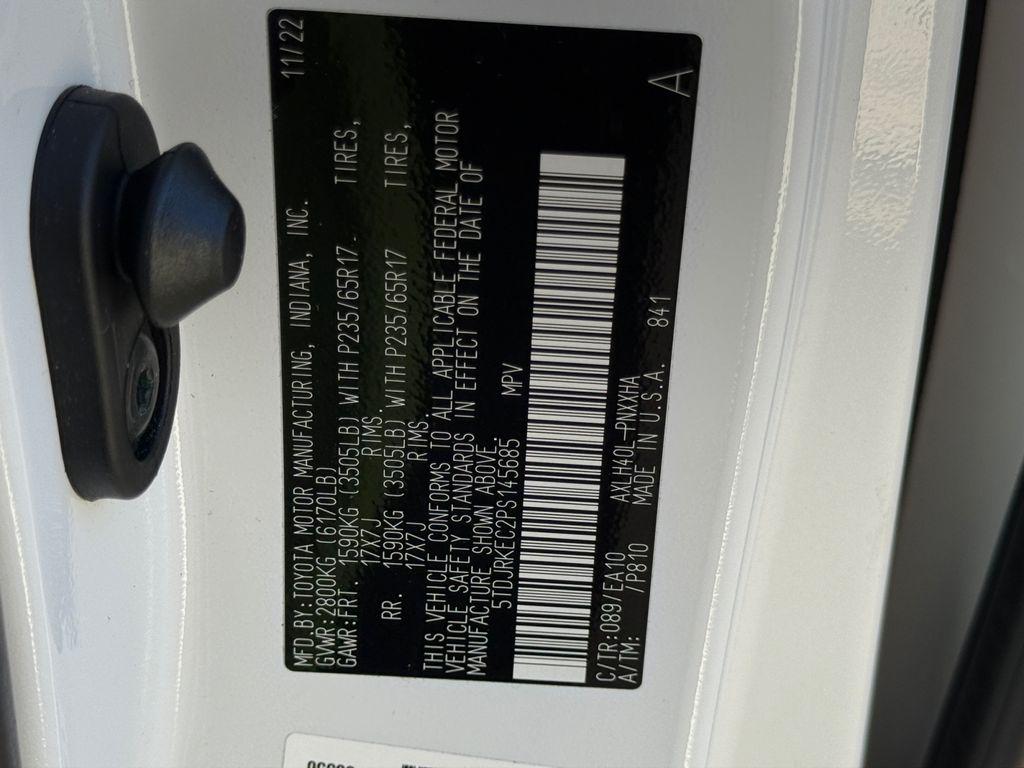 MFD.BY:TOYOTA MOTOR MANUFACTURING, INDIANA, INC. 11/22
GVWR:2800KG (6170LB)
GAWR:FRT. 1590KG (3505LB) WITH P235/65R17. TIRES,
17X7J RIMS.
RR. 1590KG (3505LB) WITH P235/65R17 TIRES,
17X7J RIMS.
THIS VEHICLE CONFORMS TO ALL APPLICABLE FEDERAL MOTOR
VEHICLE SAFETY STANDARDS IN EFFECT ON THE DATE OF
MANUFACTURE SHOWN ABOVE.
5TDJRKEC2PS145685 MPV
C/TR:089/EA10 AXLH40L-PNXXHA
A/TM: /P810 MADE IN U.S.A. 841 A